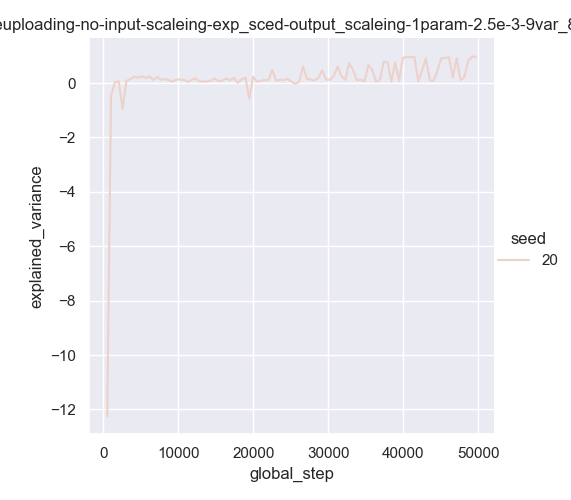 euploading-no-input-scaleing-exp_sced-output_scaleing-1param-2.5e-3-9var_8
0
−2
−4
−6
−8
−10
−12
explained_variance
seed
20
0 10000 20000 30000 40000 50000
global_step